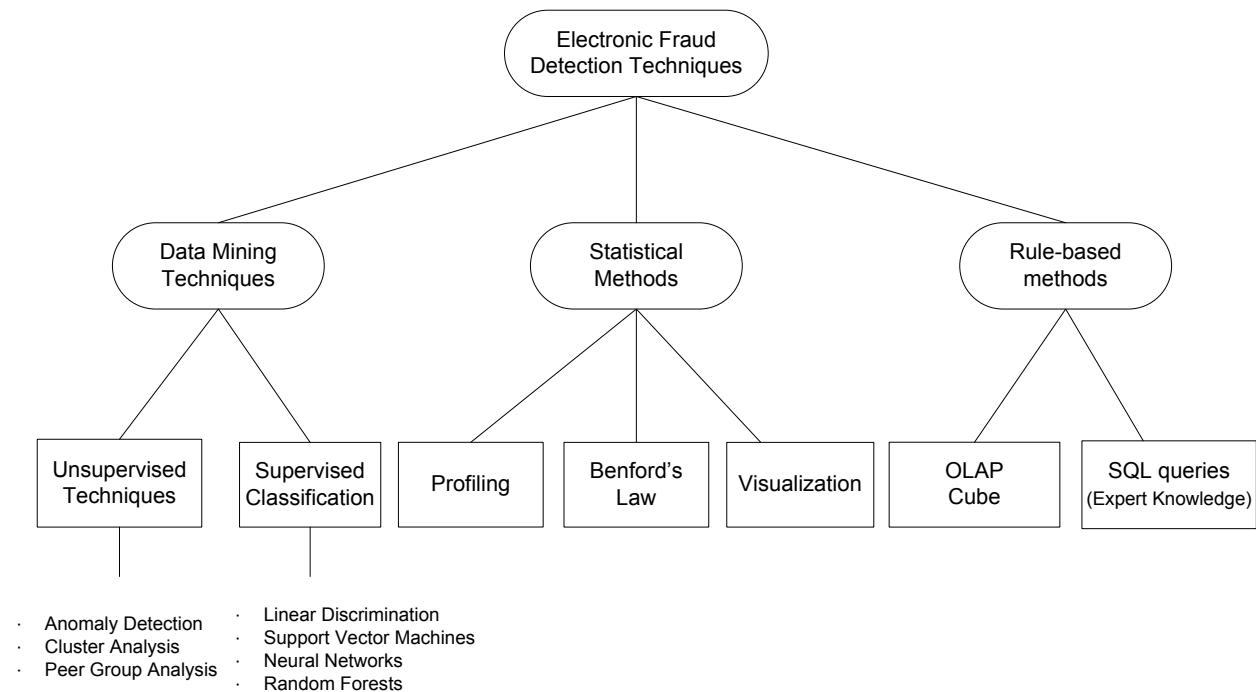 Electronic Fraud
Detection Techniques
Data Mining
Techniques
Statistical
Methods
Rule-based
methods
Unsupervised
Techniques
Supervised
Classification
Profiling
Benford's
Law
Visualization
OLAP
Cube
SQL queries
(Expert Knowledge)
· Anomaly Detection
· Cluster Analysis
· Peer Group Analysis
· Linear Discrimination
· Support Vector Machines
· Neural Networks
· Random Forests